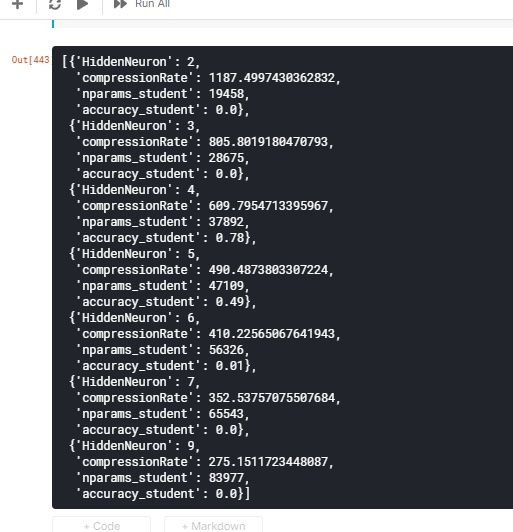 Run All
Out[443
[{'HiddenNeuron': 2,
'compressionRate': 1187.4997430362832,
'nparams_student': 19458,
'accuracy_student': 0.0},
{'HiddenNeuron': 3,
'compressionRate': 805.8019180470793,
'nparams_student': 28675,
'accuracy_student': 0.0},
{'HiddenNeuron': 4,
'compressionRate': 609.7954713395967,
'nparams_student': 37892,
'accuracy_student': 0.78},
{'HiddenNeuron': 5,
'compressionRate': 490.4873803307224,
'nparams_student': 47109,
'accuracy_student': 0.49},
{'HiddenNeuron': 6,
'compressionRate': 410.22565067641943,
'nparams_student': 56326,
'accuracy_student': 0.01},
{'HiddenNeuron': 7,
'compressionRate': 352.53757075507684,
'nparams_student': 65543,
'accuracy_student': 0.0},
{'HiddenNeuron': 9,
'compressionRate': 275.1511723448087,
'nparams_student': 83977,
'accuracy_student': 0.0}]
+ Code
+ Markdown